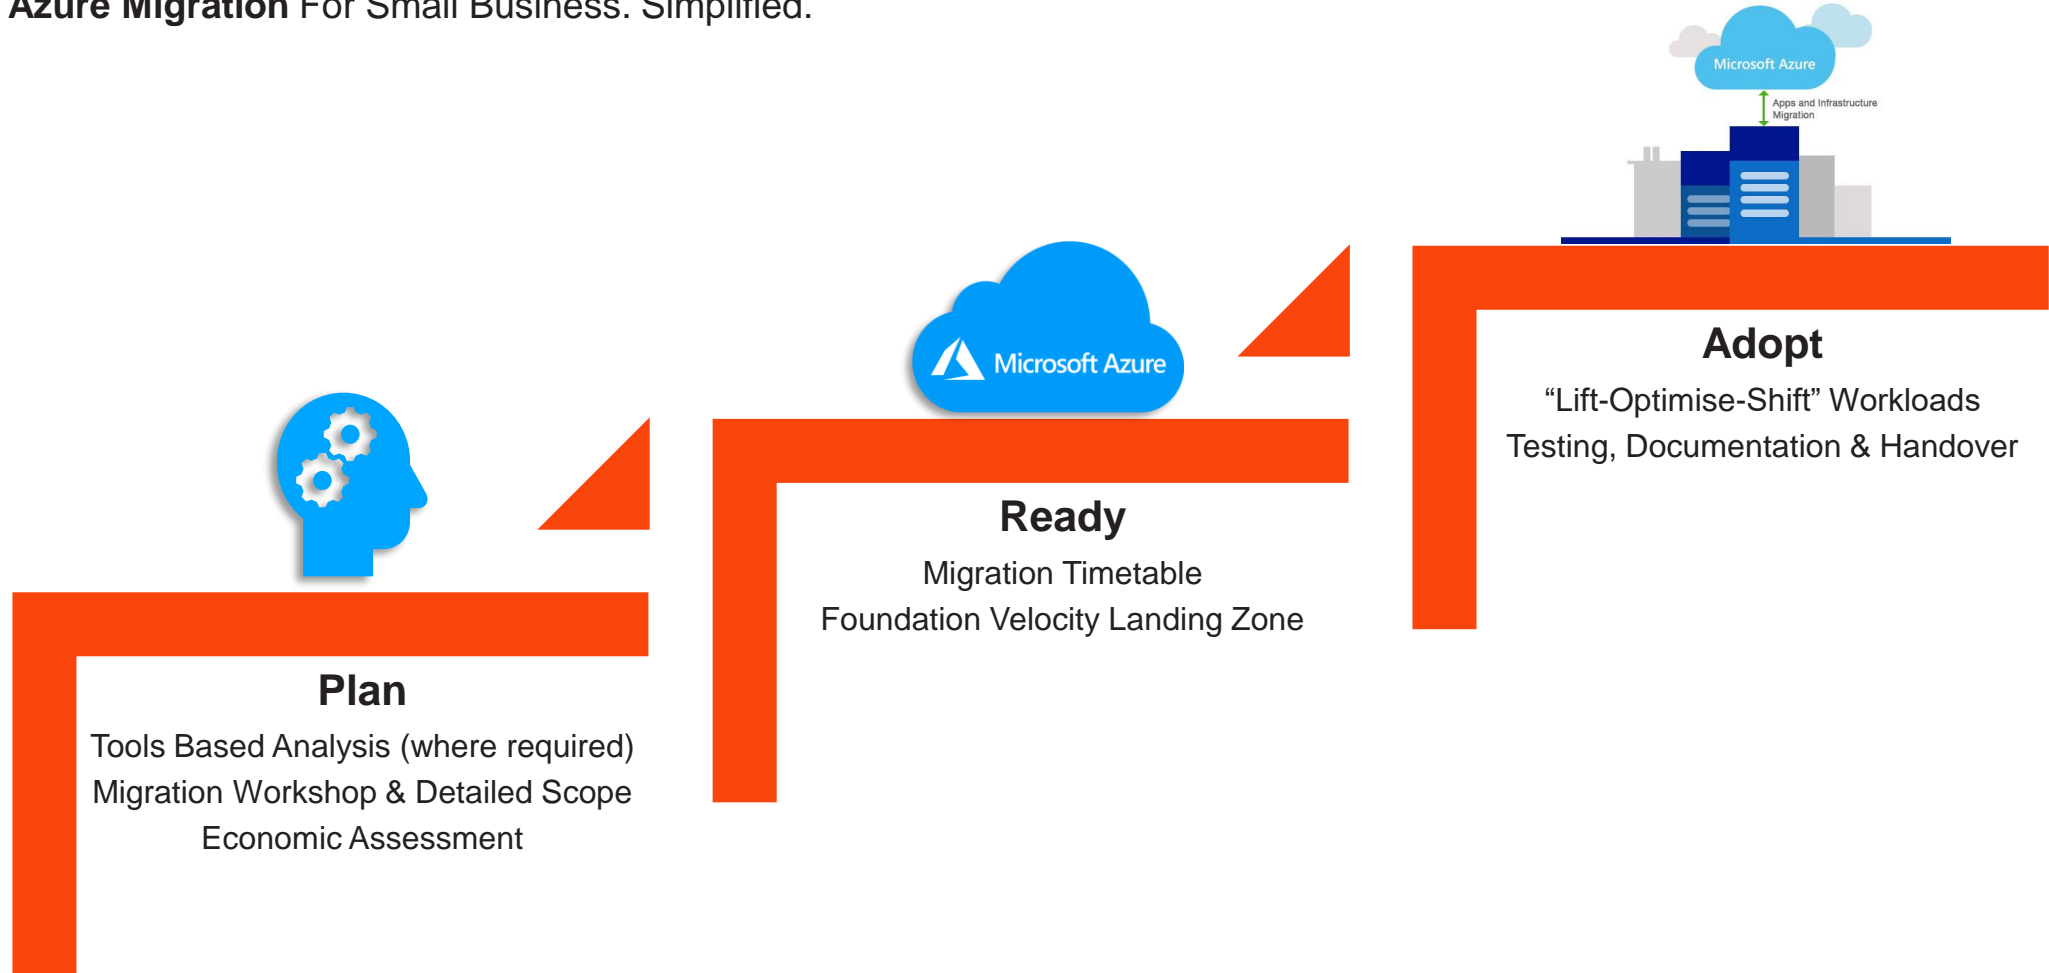 Azure Migration For Small Business. Simplified.
Microsoft Azure
Apps and Infrastructure
Migration
Microsoft Azure
Adopt
“Lift-Optimise-Shift” Workloads
Testing, Documentation & Handover
Ready
Migration Timetable
Foundation Velocity Landing Zone
Plan
Tools Based Analysis (where required)
Migration Workshop & Detailed Scope
Economic Assessment